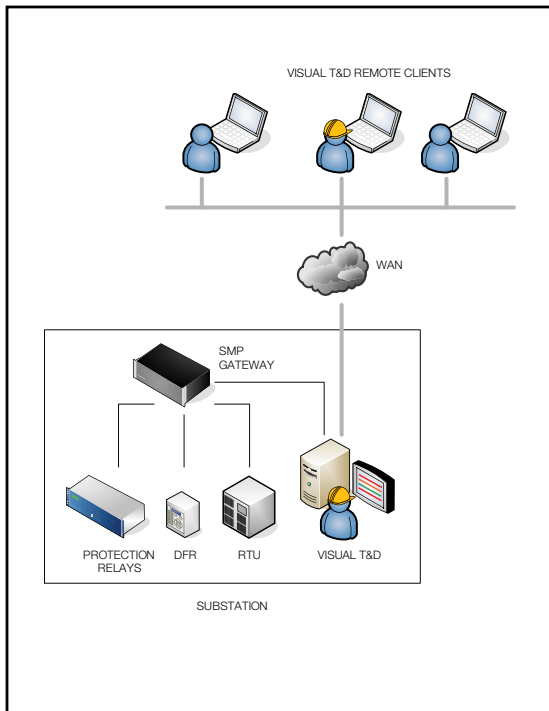 VISUAL T&D REMOTE CLIENTS
WAN
SMP
GATEWAY
PROTECTION
RELAYS
DFR
RTU
VISUAL T&D
SUBSTATION